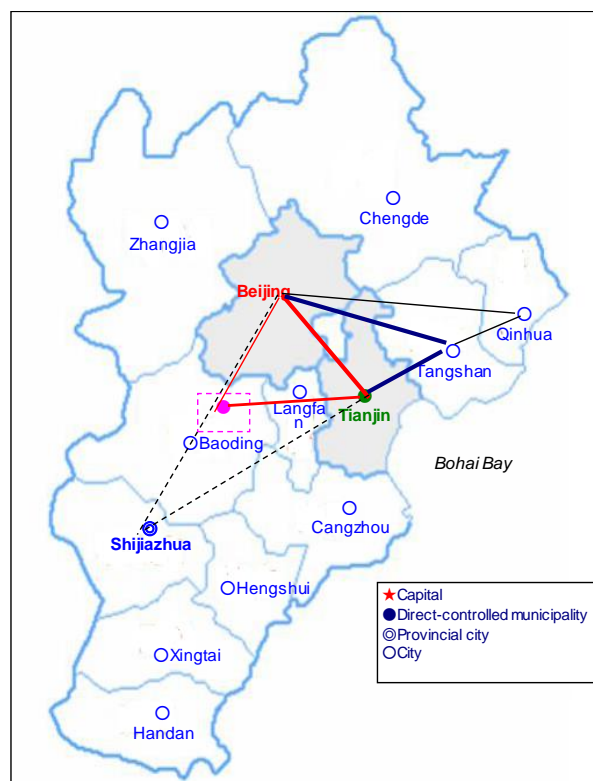 Chengde
Zhangjia
Beijing
Qinhua
Tangshan
Langfa
n
Tianjin
Baoding
Bohai Bay
Cangzhou
Shijiazhua
Hengshui
Capital
Direct-controlled municipality
Provincial city
City
Xingtai
Handan